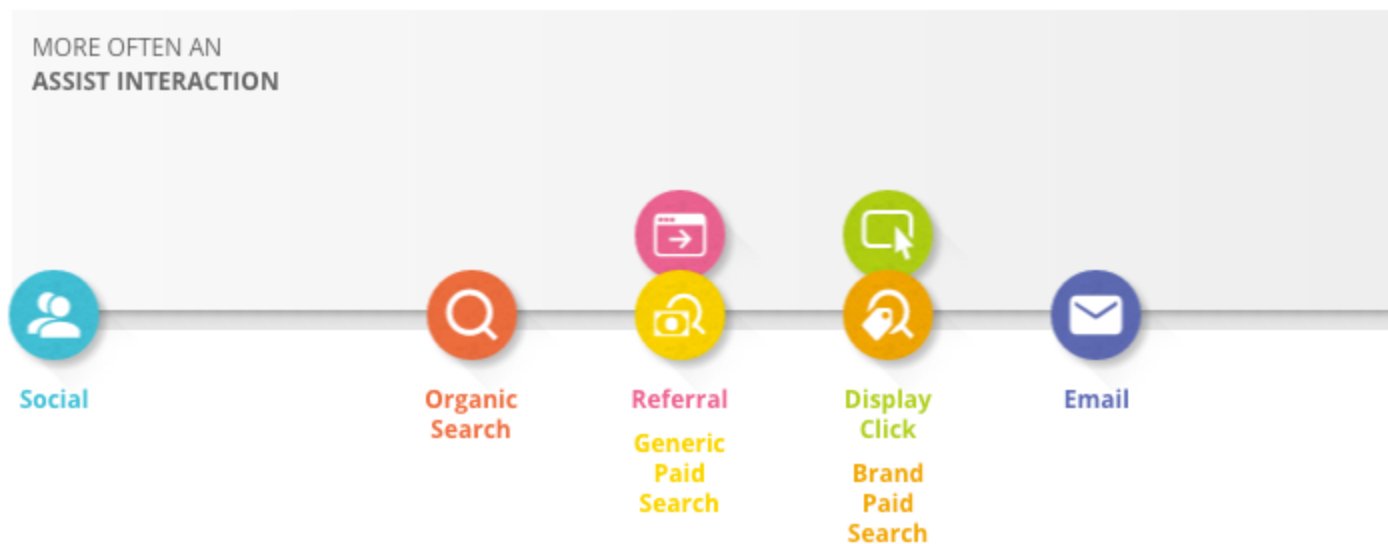 MORE OFTEN AN
ASSIST INTERACTION
Social
Organic
Search
Referral
Generic
Paid
Search
Display
Click
Brand
Paid
Search
Email